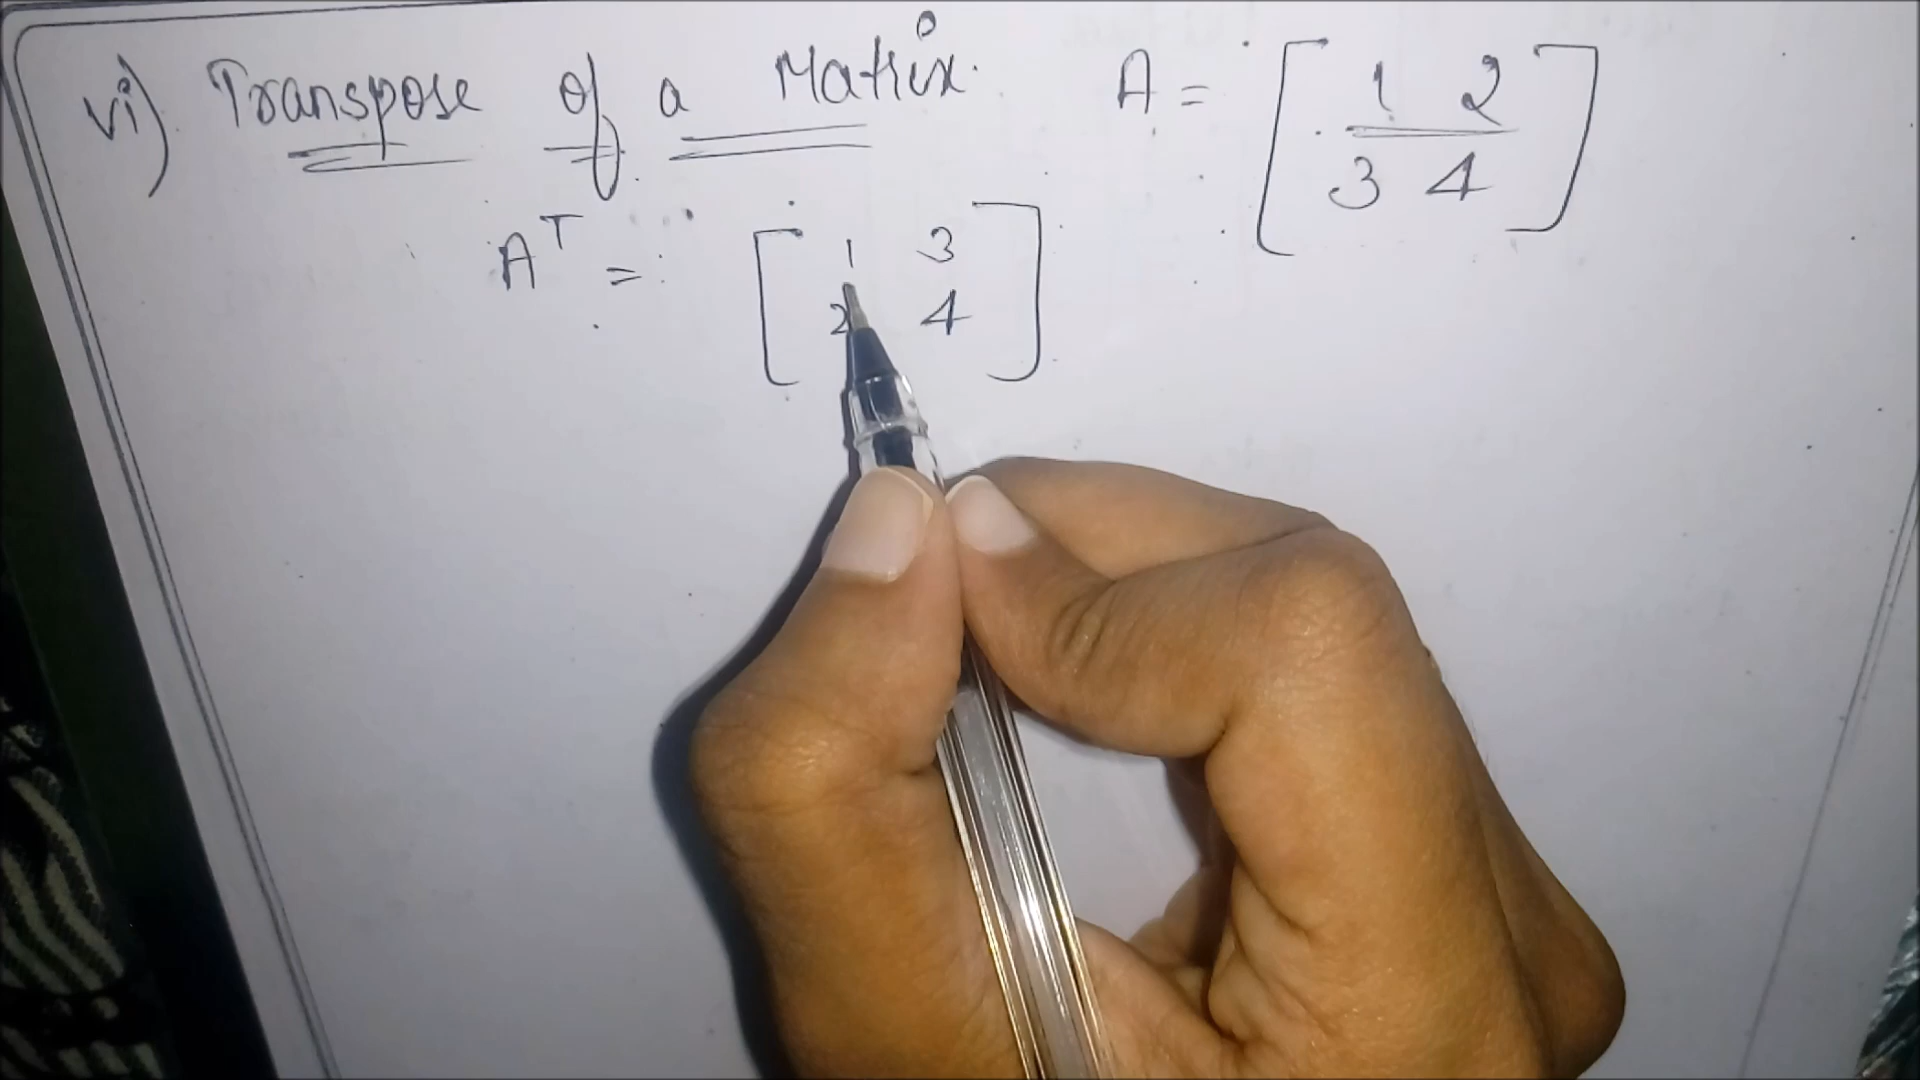 vi) Transpose of a Matrix. A = [ 1 2
3 4 ]
Aᵀ = [ 1 3
2 4 ]